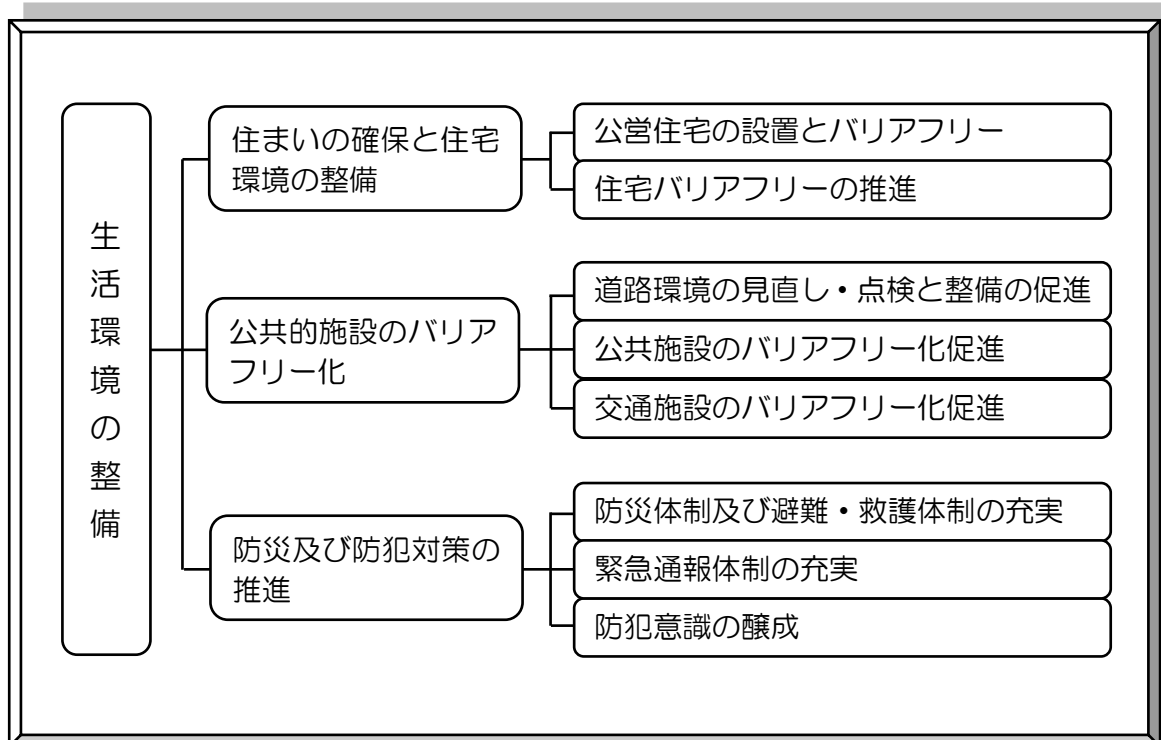 生活環境の整備
住まいの確保と住宅
環境の整備
公営住宅の設置とバリアフリー
住宅バリアフリーの推進
公共的施設のバリア
フリー化
道路環境の見直し・点検と整備の促進
公共施設のバリアフリー化促進
交通施設のバリアフリー化促進
防災及び防犯対策の
推進
防災体制及び避難・救護体制の充実
緊急通報体制の充実
防犯意識の醸成